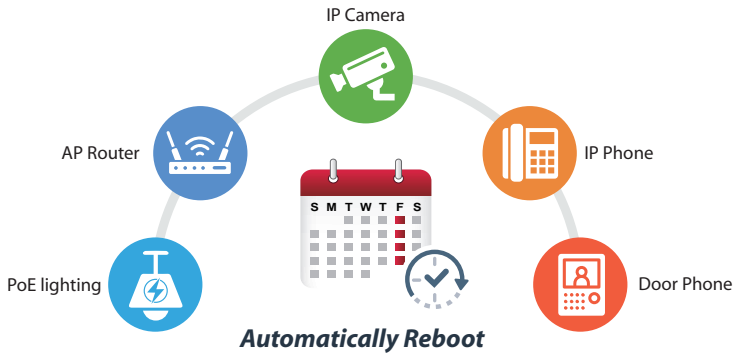 IP Camera
AP Router
IP Phone
S M T W T F S
PoE lighting
Door Phone
Automatically Reboot